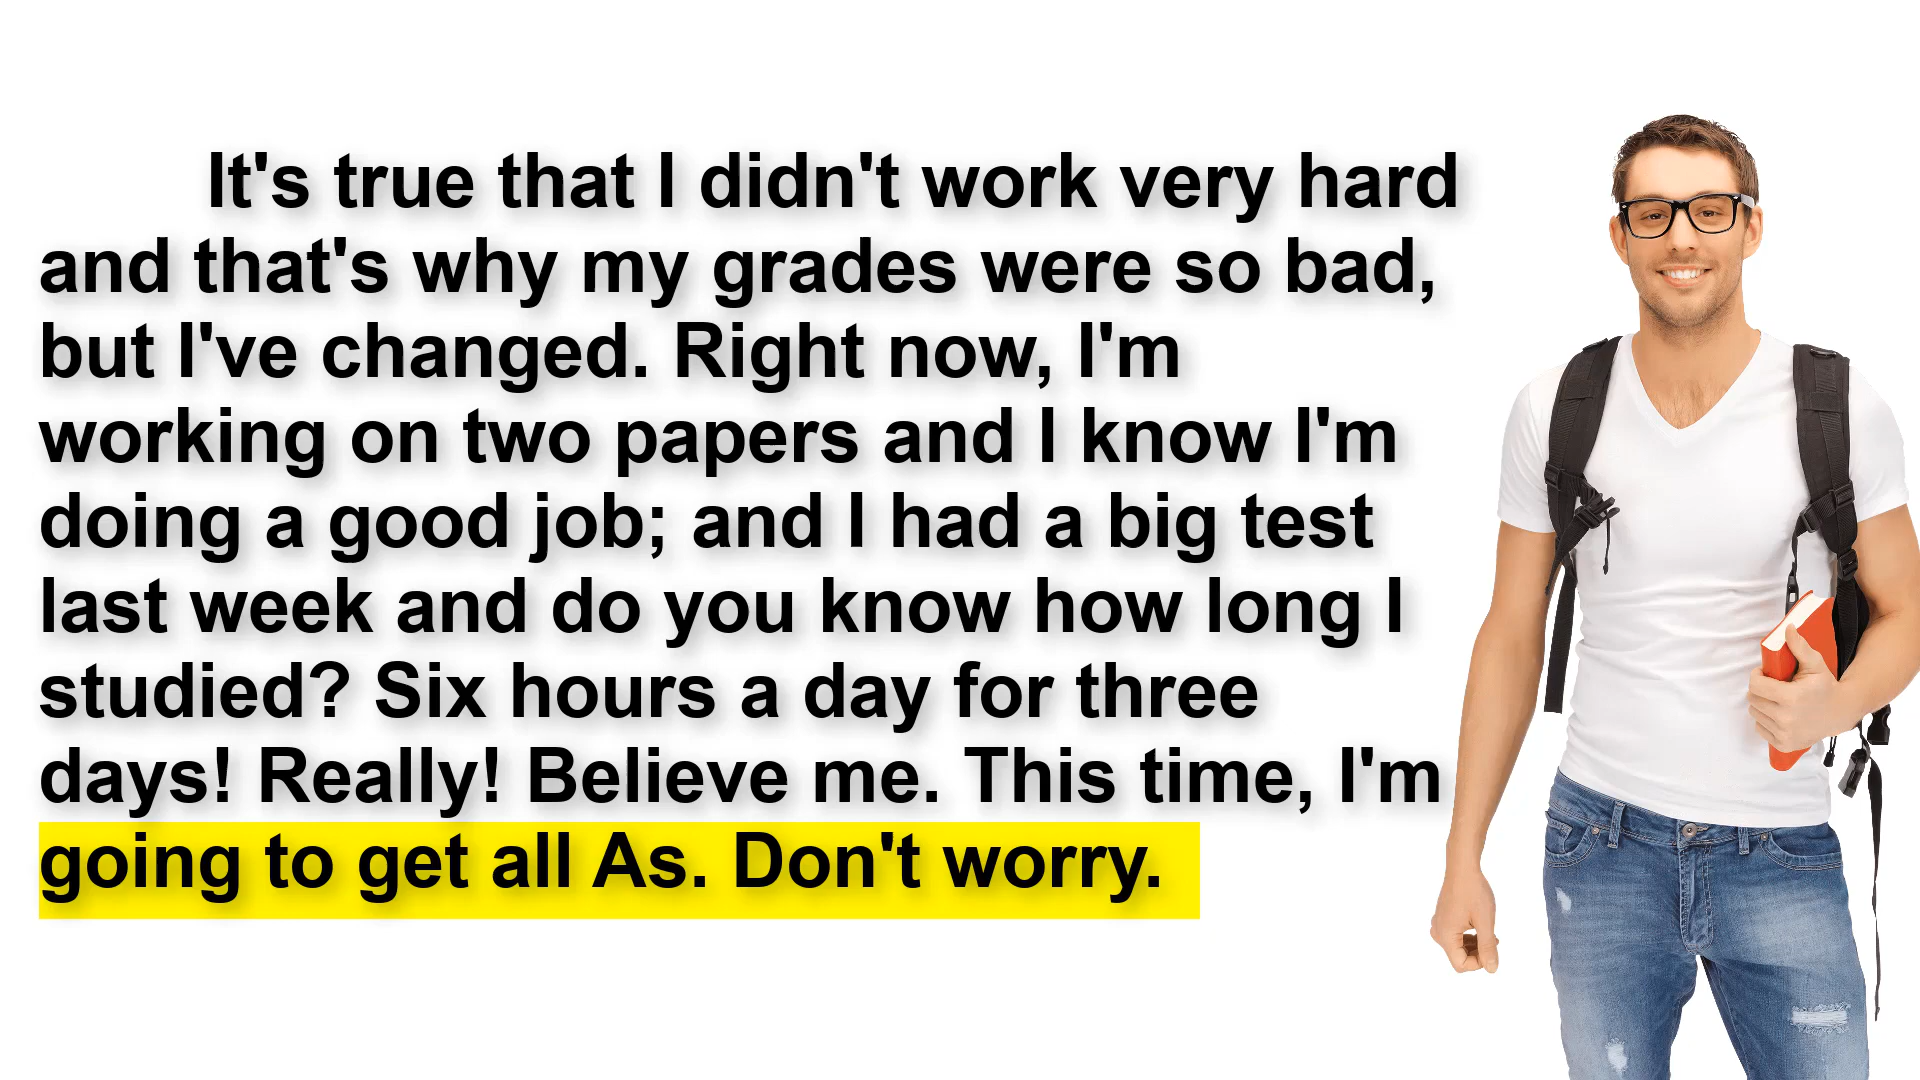 It's true that I didn't work very hard
and that's why my grades were so bad,
but I've changed. Right now, I'm
working on two papers and I know I'm
doing a good job; and I had a big test
last week and do you know how long I
studied? Six hours a day for three
days! Really! Believe me. This time, I'm
going to get all As. Don't worry.